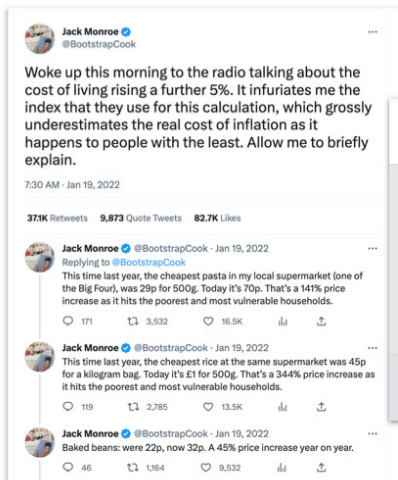 Jack Monroe
@BootstrapCook
Woke up this morning to the radio talking about the
cost of living rising a further 5%. It infuriates me the
index that they use for this calculation, which grossly
underestimates the real cost of inflation as it
happens to people with the least. Allow me to briefly
explain.
7:30 AM · Jan 19, 2022
37.1K Retweets 9,873 Quote Tweets 82.7K Likes
Jack Monroe @BootstrapCook · Jan 19, 2022
Replying to @BootstrapCook
This time last year, the cheapest pasta in my local supermarket (one of
the Big Four), was 29p for 500g. Today it's 70p. That's a 141% price
increase as it hits the poorest and most vulnerable households.
171 3,532 16.5K
Jack Monroe @BootstrapCook · Jan 19, 2022
This time last year, the cheapest rice at the same supermarket was 45p
for a kilogram bag. Today it's £1 for 500g. That's a 344% price increase as
it hits the poorest and most vulnerable households.
119 2,785 13.5K
Jack Monroe @BootstrapCook · Jan 19, 2022
Baked beans: were 22p, now 32p. A 45% price increase year on year.
46 1,164 9,532